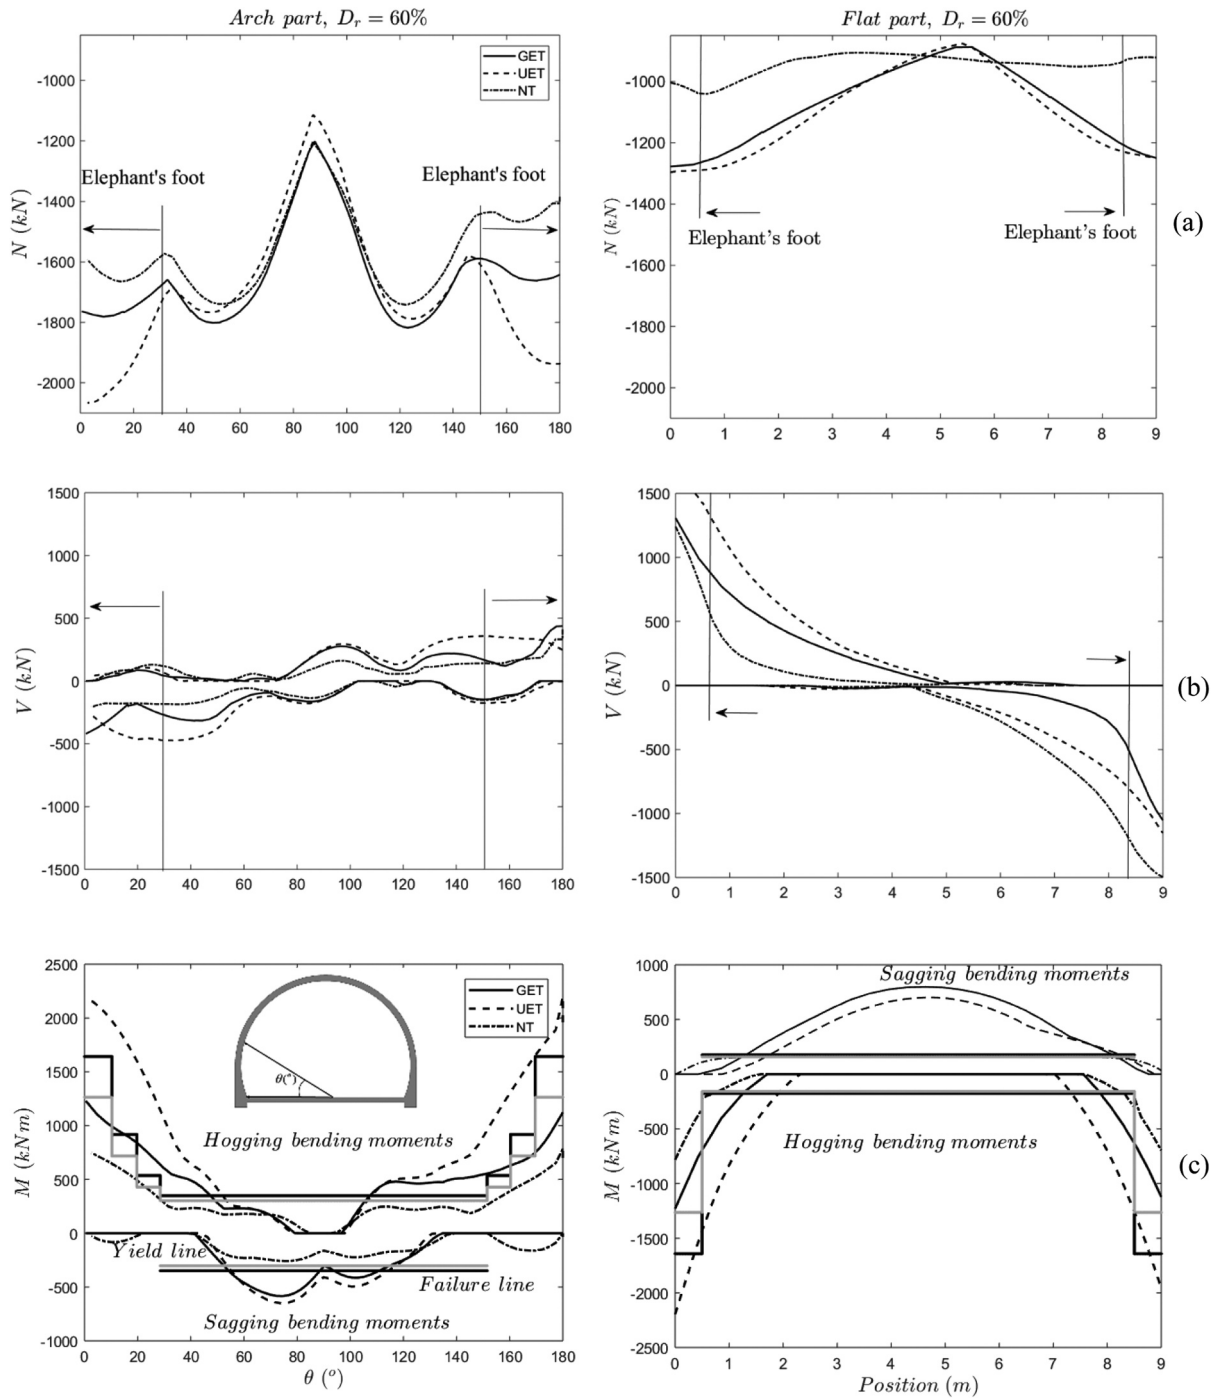 Arch part, D_r = 60%
-1000
-1200
-1400
-1600
-1800
-2000
N (kN)
GET
UET
NT
Elephant's foot
Elephant's foot
0 20 40 60 80 100 120 140 160 180
Flat part, D_r = 60%
-1000
-1200
-1400
-1600
-1800
-2000
N (kN)
Elephant's foot
Elephant's foot
0 1 2 3 4 5 6 7 8 9
(a)
1500
1000
500
0
-500
-1000
-1500
V (kN)
0 20 40 60 80 100 120 140 160 180
1500
1000
500
0
-500
-1000
-1500
V (kN)
0 1 2 3 4 5 6 7 8 9
(b)
2500
2000
1500
1000
500
0
-500
-1000
M (kNm)
GET
UET
NT
θ(°)
Hogging bending moments
Yield line
Failure line
Sagging bending moments
0 20 40 60 80 100 120 140 160 180
θ (°)
1000
500
0
-500
-1000
-1500
-2000
-2500
M (kNm)
Sagging bending moments
Hogging bending moments
0 1 2 3 4 5 6 7 8 9
Position (m)
(c)